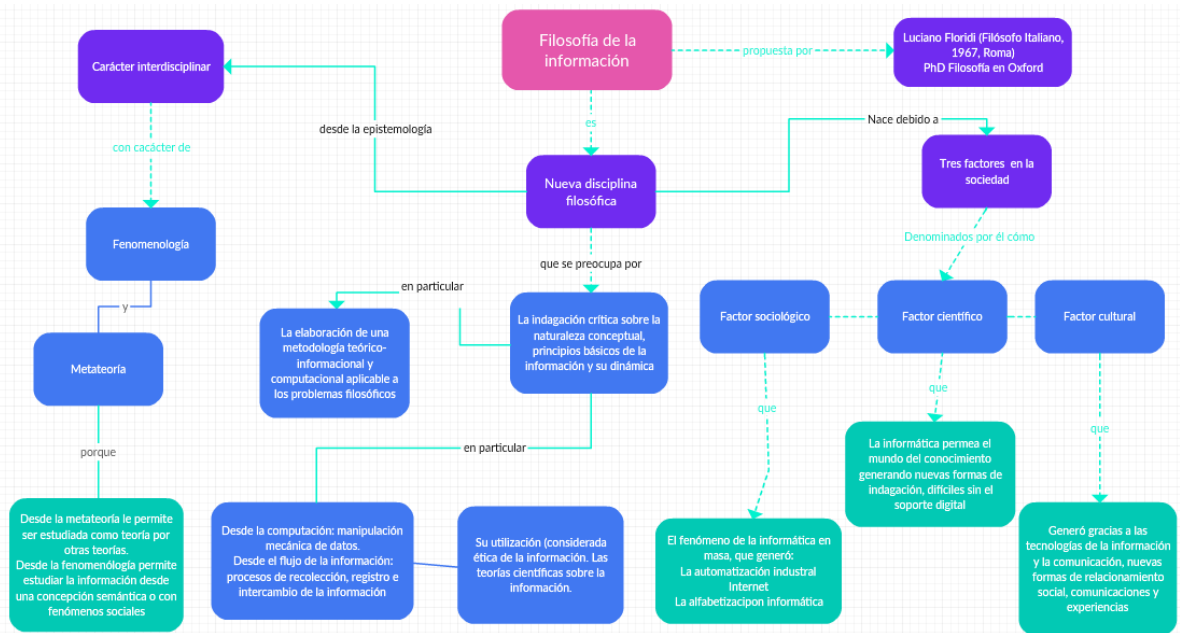 Filosofía de la
información
propuesta por
Luciano Floridi (Filósofo Italiano,
1967, Roma)
PhD Filosofía en Oxford
Carácter interdisciplinar
desde la epistemología
es
Nace debido a
con cacácter de
Nueva disciplina
filosófica
Tres factores en la
sociedad
Fenomenología
que se preocupa por
Denominados por él cómo
y
en particular
La elaboración de una
metodología teórico-
informacional y
computacional aplicable a
los problemas filosóficos
La indagación crítica sobre la
naturaleza conceptual,
principios básicos de la
información y su dinámica
Factor sociológico
Factor científico
Factor cultural
Metateoría
que
que
que
porque
en particular
La informática permea el
mundo del conocimiento
generando nuevas formas de
indagación, difíciles sin el
soporte digital
Desde la metateoría le permite
ser estudiada como teoría por
otras teorías.
Desde la fenomenólogía permite
estudiar la información desde
una concepción semántica o con
fenómenos sociales
Desde la computación: manipulación
mecánica de datos.
Desde el flujo de la información:
procesos de recolección, registro e
intercambio de la información
Su utilización (considerada
ética de la información. Las
teorías científicas sobre la
información.
El fenómeno de la informática en
masa, que generó:
La automatización industral
Internet
La alfabetizacipon informática
Generó gracias a las
tecnologías de la información
y la comunicación, nuevas
formas de relacionamiento
social, comunicaciones y
experiencias